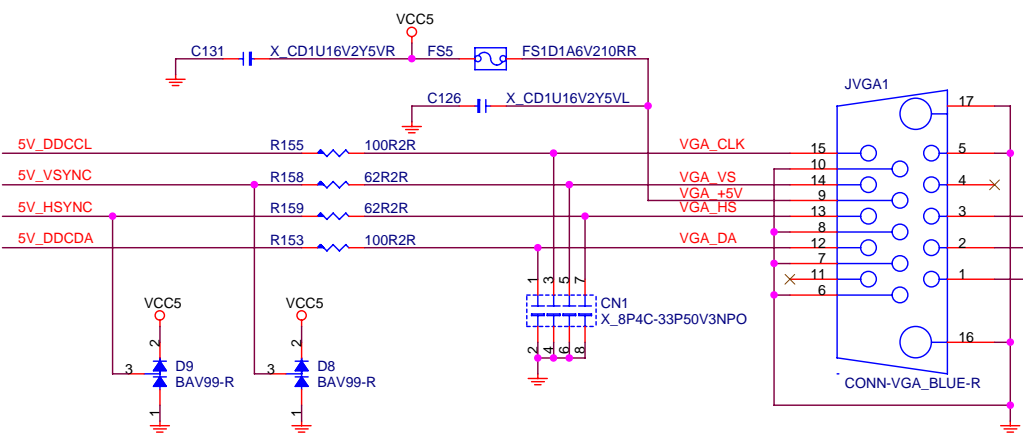 VCC5
C131 X_CD1U16V2Y5VR FS5 FS1D1A6V210RR
C126 X_CD1U16V2Y5VL
JVGA1
17
5V_DDCCL R155 100R2R VGA_CLK 15 5
10
5V_VSYNC R158 62R2R VGA_VS 14 4
VGA_+5V 9
5V_HSYNC R159 62R2R VGA_HS 13 3
8
5V_DDCDA R153 100R2R VGA_DA 12 2
7
11 1
6
1 3 5 7
CN1
X_8P4C-33P50V3NPO
2 4 6 8
16
CONN-VGA_BLUE-R
VCC5 VCC5
2 2
3 D9 3 D8
BAV99-R BAV99-R
1 1